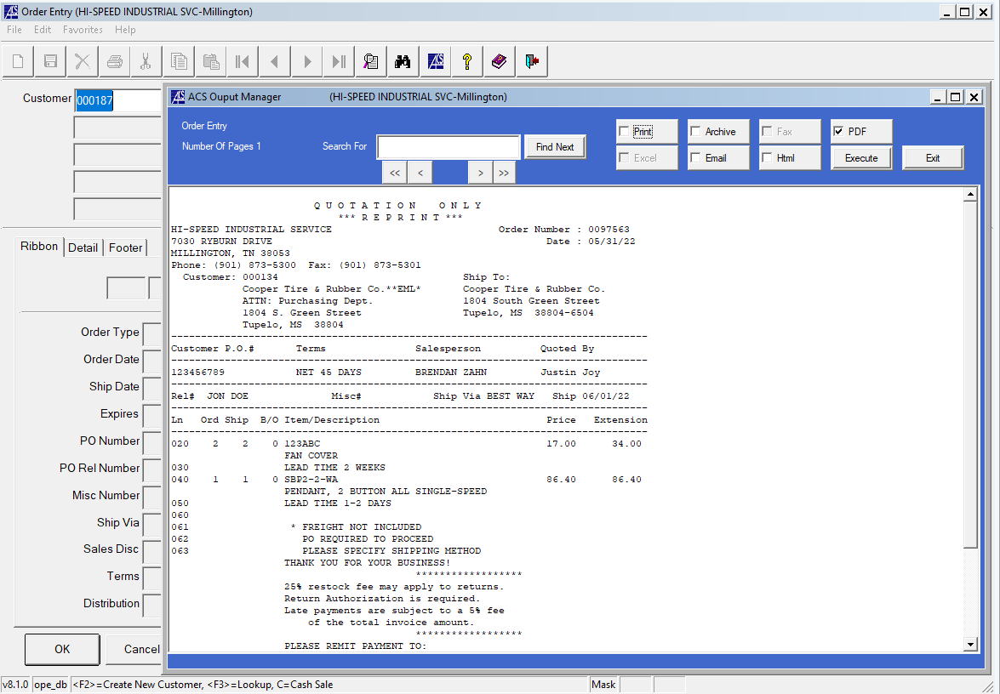 Order Entry (HI-SPEED INDUSTRIAL SVC-Millington)
File Edit Favorites Help
Customer 000187
Ribbon Detail Footer
Order Type
Order Date
Ship Date
Expires
PO Number
PO Rel Number
Misc Number
Ship Via
Sales Disc
Terms
Distribution
OK Cancel
ACS Ouput Manager (HI-SPEED INDUSTRIAL SVC-Millington)
Order Entry
Number Of Pages 1 Search For Find Next
<< < > >>
Print Archive Fax PDF
Excel Email Html Execute Exit
Q U O T A T I O N O N L Y
*** R E P R I N T ***
HI-SPEED INDUSTRIAL SERVICE Order Number : 0097563
7030 RYBURN DRIVE Date : 05/31/22
MILLINGTON, TN 38053
Phone: (901) 873-5300 Fax: (901) 873-5301
Customer: 000134 Ship To:
Cooper Tire & Rubber Co.**EML* Cooper Tire & Rubber Co.
ATTN: Purchasing Dept. 1804 South Green Street
1804 S. Green Street Tupelo, MS 38804-6504
Tupelo, MS 38804
Customer P.O.# Terms Salesperson Quoted By
123456789 NET 45 DAYS BRENDAN ZAHN Justin Joy
Rel# JON DOE Misc# Ship Via BEST WAY Ship 06/01/22
Ln Ord Ship B/O Item/Description Price Extension
020 2 2 0 123ABC 17.00 34.00
FAN COVER
030 LEAD TIME 2 WEEKS
040 1 1 0 SBP2-2-WA 86.40 86.40
PENDANT, 2 BUTTON ALL SINGLE-SPEED
050 LEAD TIME 1-2 DAYS
060
061 * FREIGHT NOT INCLUDED
062 PO REQUIRED TO PROCEED
063 PLEASE SPECIFY SHIPPING METHOD
THANK YOU FOR YOUR BUSINESS!
******************
25% restock fee may apply to returns.
Return Authorization is required.
Late payments are subject to a 5% fee
of the total invoice amount.
******************
PLEASE REMIT PAYMENT TO:
v8.1.0 ope_db <F2>=Create New Customer, <F3>=Lookup, C=Cash Sale Mask